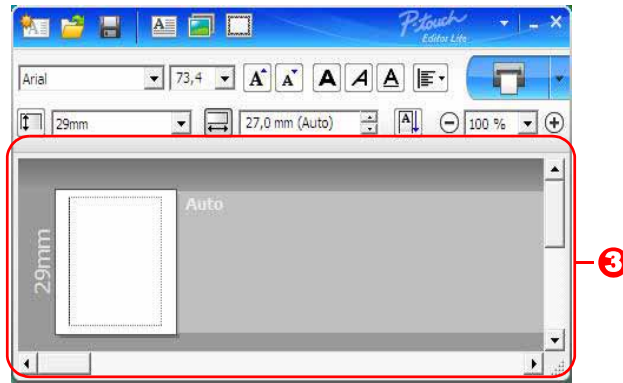 P-touch
Editor Lite
Arial 73,4 A A A A A
29mm 27,0 mm (Auto) A 100 %
Auto
29mm
3